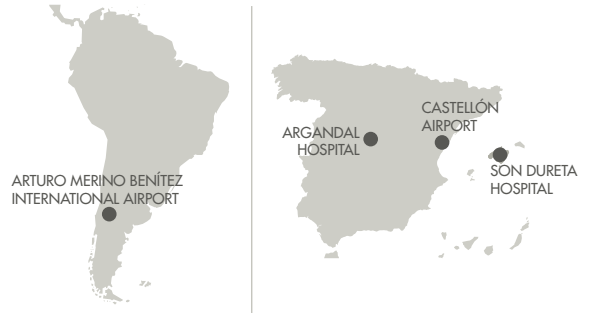 ARTURO MERINO BENÍTEZ
INTERNATIONAL AIRPORT
ARGANDAL
HOSPITAL
CASTELLÓN
AIRPORT
SON DURETA
HOSPITAL